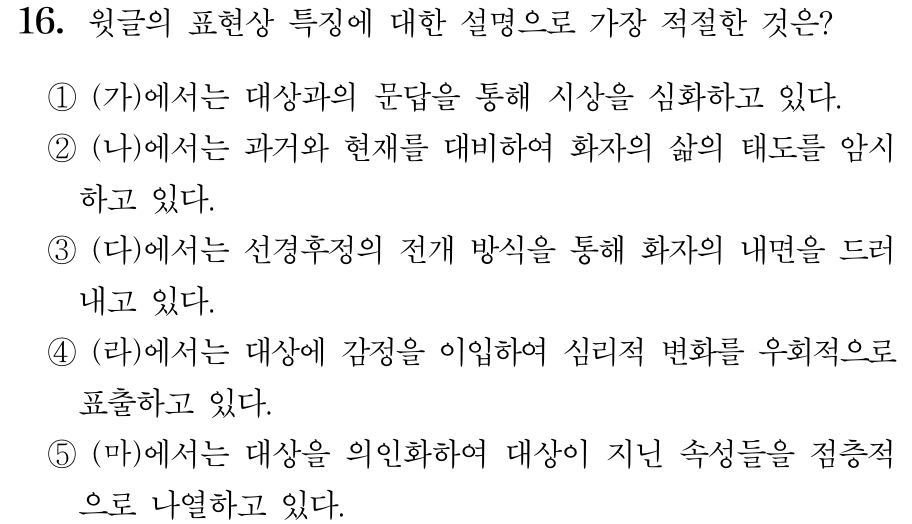 16. 윗글의 표현상 특징에 대한 설명으로 가장 적절한 것은?
① (가)에서는 대상과의 문답을 통해 시상을 심화하고 있다.
② (나)에서는 과거와 현재를 대비하여 화자의 삶의 태도를 암시
하고 있다.
③ (다)에서는 선경후정의 전개 방식을 통해 화자의 내면을 드러
내고 있다.
④ (라)에서는 대상에 감정을 이입하여 심리적 변화를 우회적으로
표출하고 있다.
⑤ (마)에서는 대상을 의인화하여 대상이 지닌 속성들을 점층적
으로 나열하고 있다.